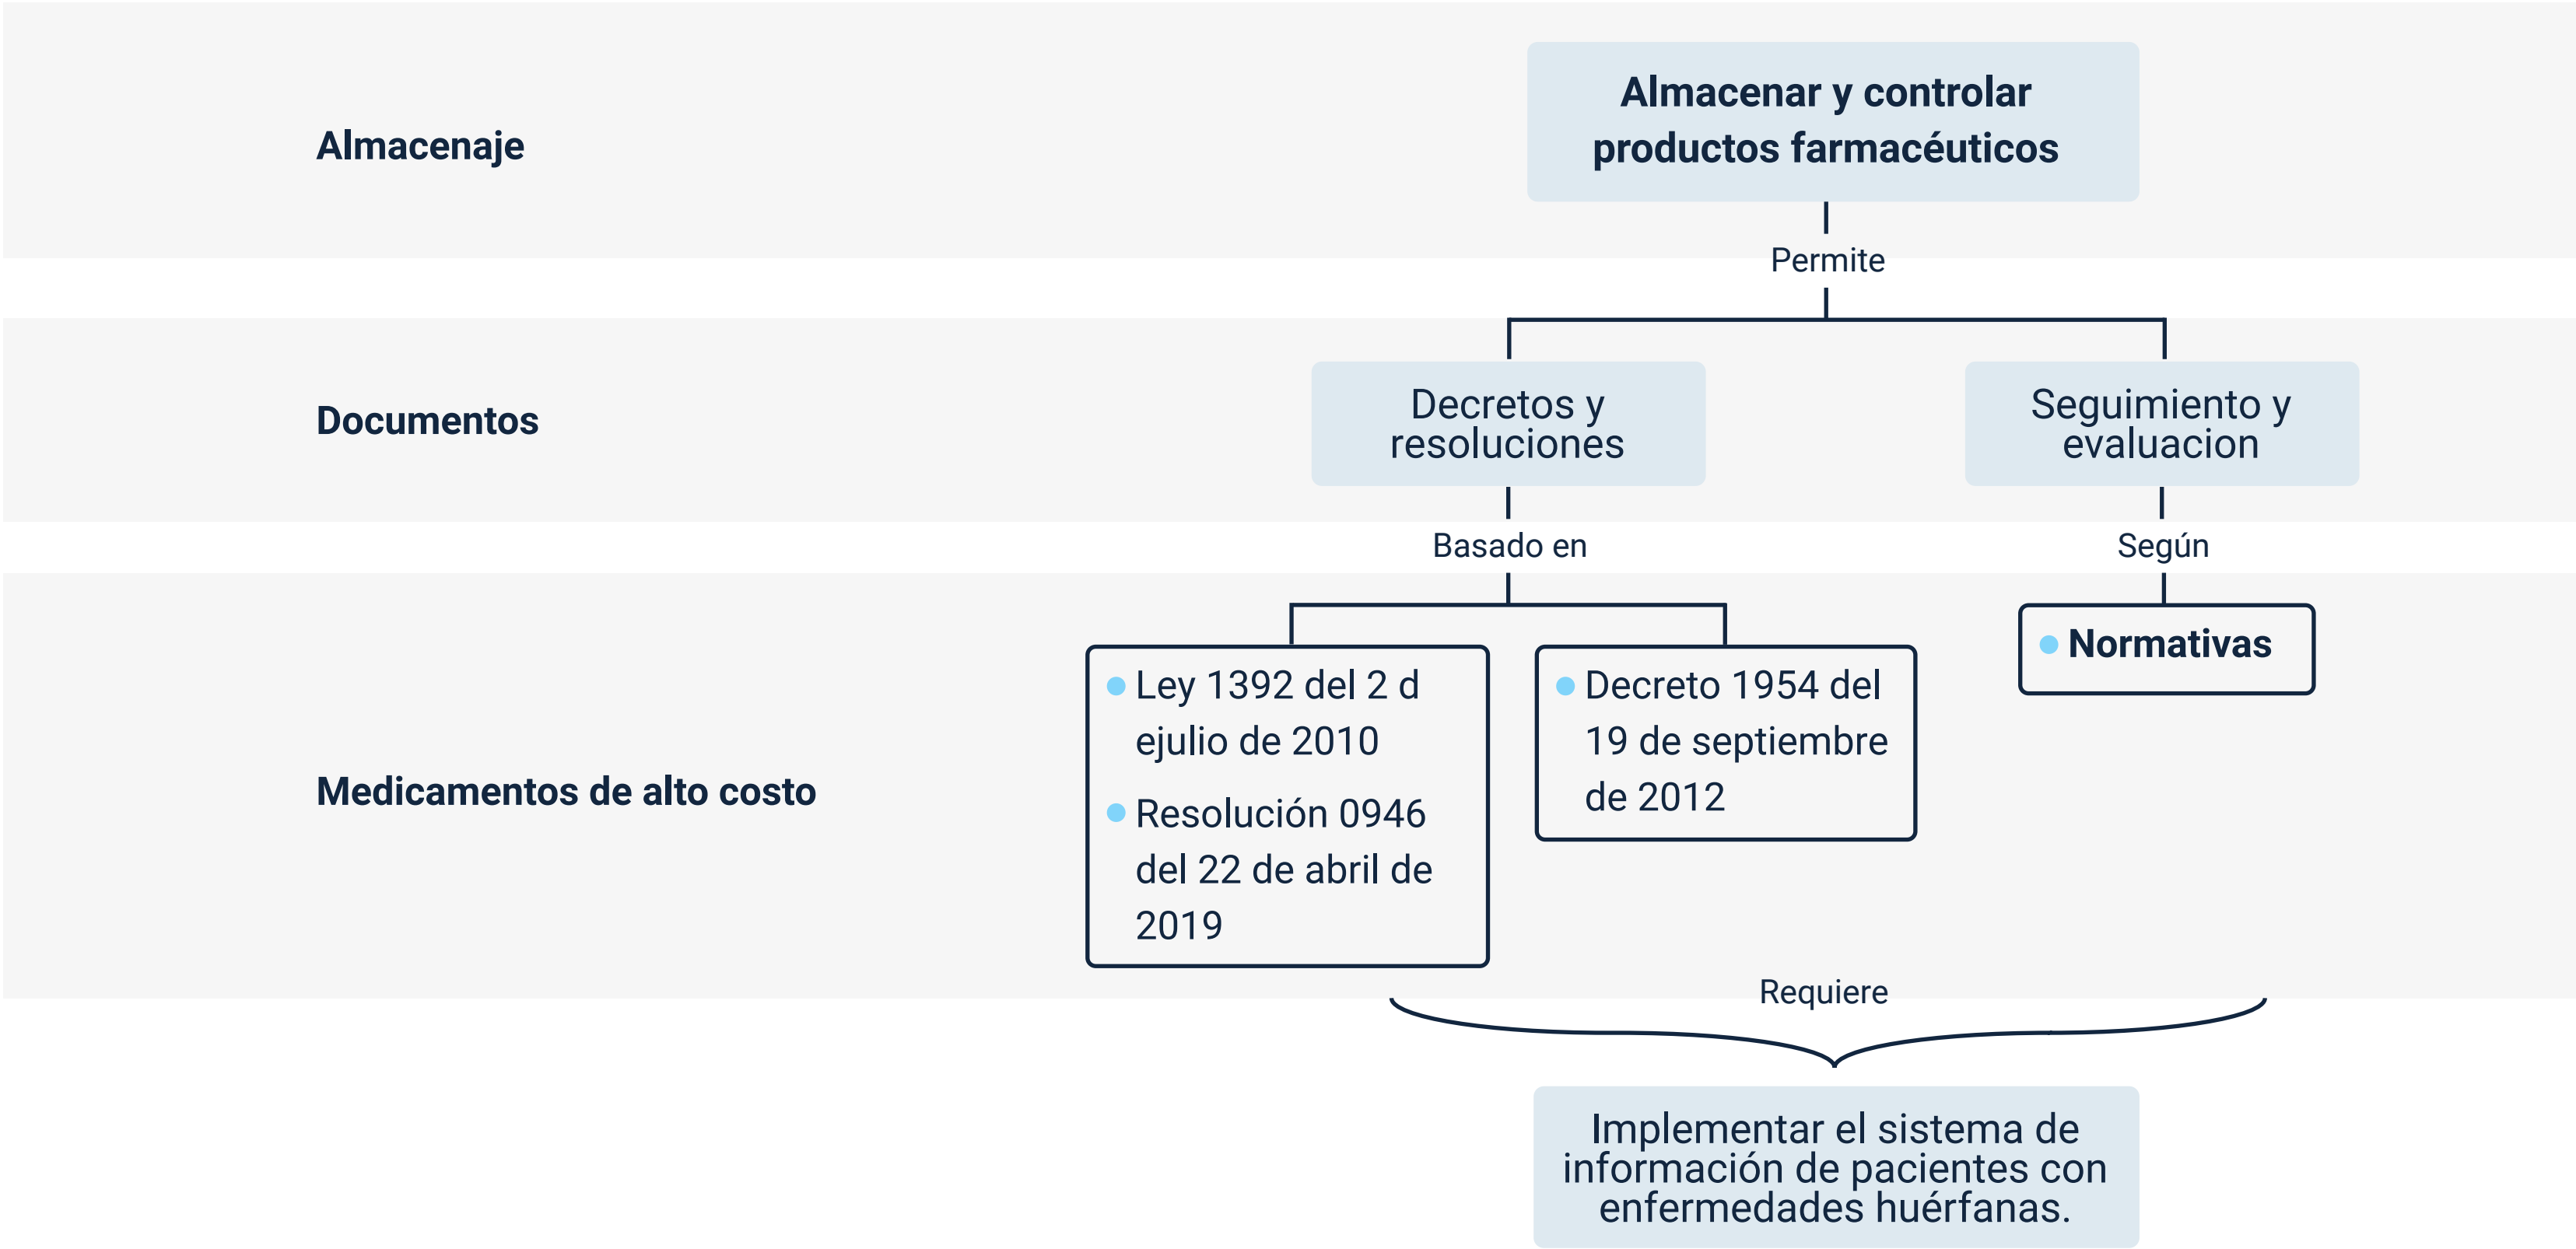 Almacenaje
Almacenar y controlar
productos farmacéuticos
Permite
Documentos
Decretos y
resoluciones
Seguimiento y
evaluacion
Basado en
Según
Medicamentos de alto costo
Ley 1392 del 2 d
ejulio de 2010
Resolución 0946
del 22 de abril de
2019
Decreto 1954 del
19 de septiembre
de 2012
Normativas
Requiere
Implementar el sistema de
información de pacientes con
enfermedades huérfanas.